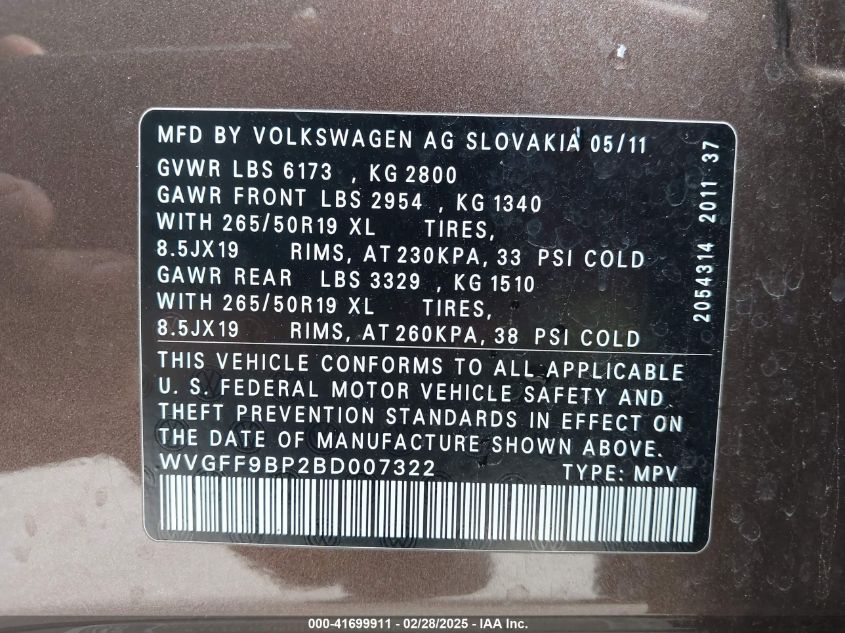 MFD BY VOLKSWAGEN AG SLOVAKIA 05/11
GVWR LBS 6173 , KG 2800
GAWR FRONT LBS 2954 , KG 1340
WITH 265/50R19 XL TIRES,
8.5JX19 RIMS, AT 230KPA, 33 PSI COLD
GAWR REAR LBS 3329 , KG 1510
WITH 265/50R19 XL TIRES,
8.5JX19 RIMS, AT 260KPA, 38 PSI COLD
2054314 2011 37
THIS VEHICLE CONFORMS TO ALL APPLICABLE
U. S. FEDERAL MOTOR VEHICLE SAFETY AND
THEFT PREVENTION STANDARDS IN EFFECT ON
THE DATE OF MANUFACTURE SHOWN ABOVE.
WVGFF9BP2BD007322 TYPE: MPV
000-41699911 - 02/28/2025 - IAA Inc.